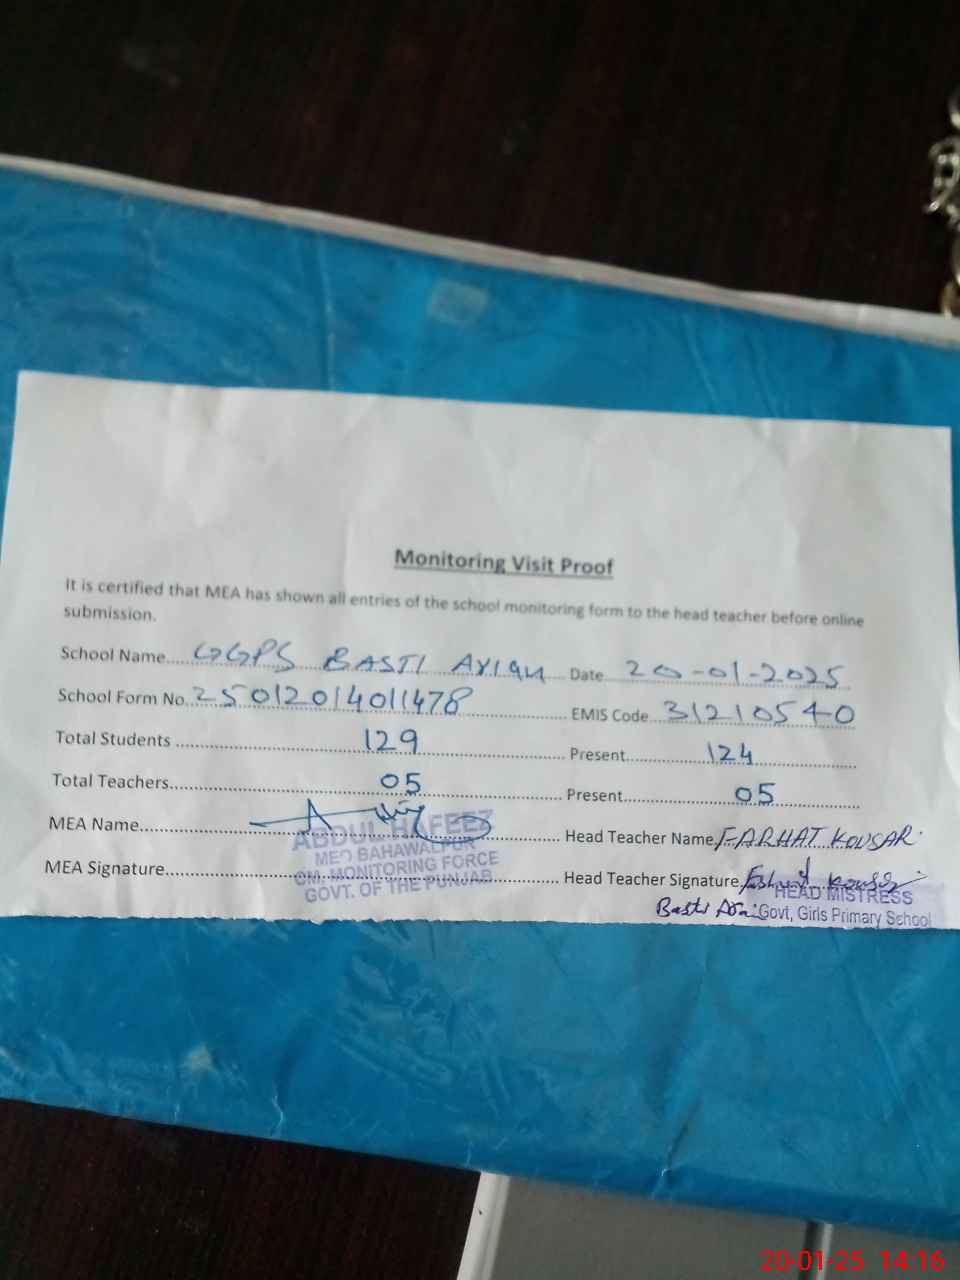 Monitoring Visit Proof
It is certified that MEA has shown all entries of the school monitoring form to the head teacher before online
submission.
School Name GGPS BASTI Date 20-01-2025
School Form No. 25012014011478 EMIS Code 31210540
Total Students 129 Present 124
Total Teachers 05 Present 05
MEA Name Head Teacher Name FARHAT KOUSAR
ABDUL HAFEEZ
MEO BAHAWALPUR
MEA Signature Head Teacher Signature Farhat Kousar
CM, MONITORING FORCE
GOVT. OF THE PUNJAB
HEAD MISTRESS
Basti Govt, Girls Primary School
20-01-25 14:16